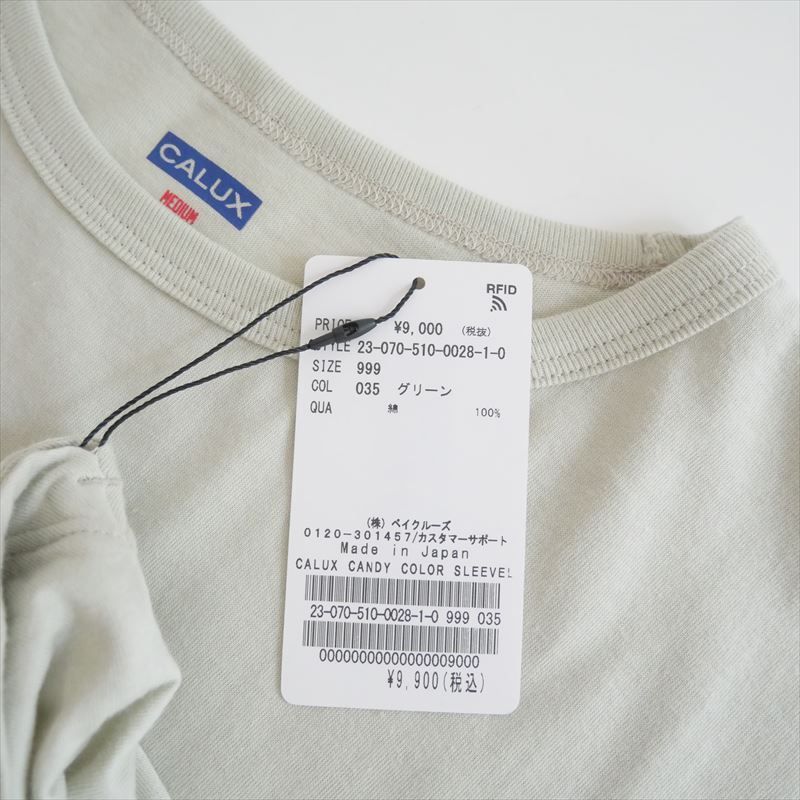 CALUX
MEDIUM
RFID
PRICE ¥9,000 (税抜)
STYLE 23-070-510-0028-1-0
SIZE 999
COL 035 グリーン
QUA 綿 100%
(株) ベイクルーズ
0120-301457/カスタマーサポート
Made in Japan
CALUX CANDY COLOR SLEEVEL
23-070-510-0028-1-0 999 035
00000000000000009000
¥9,900(税込)